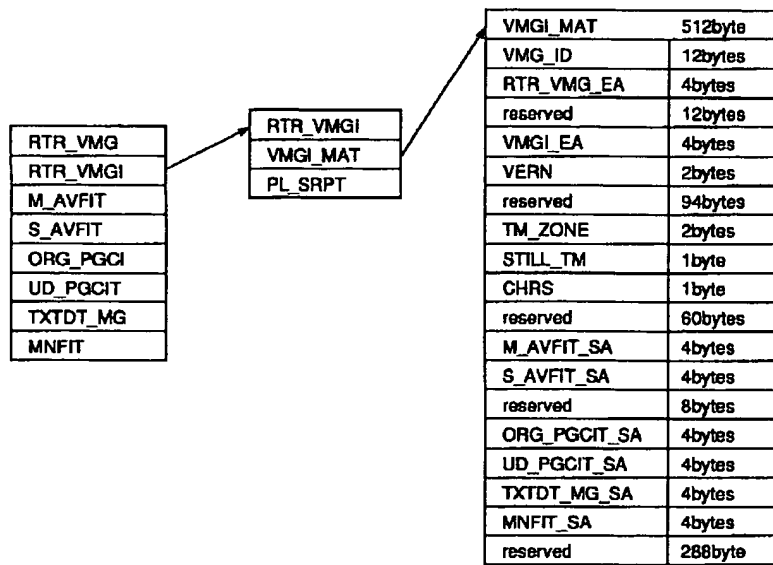 RTR_VMG
RTR_VMGI
M_AVFIT
S_AVFIT
ORG_PGCI
UD_PGCIT
TXTDT_MG
MNFIT
RTR_VMGI
VMGI_MAT
PL_SRPT
VMGI_MAT 512byte
VMG_ID 12bytes
RTR_VMG_EA 4bytes
reserved 12bytes
VMGI_EA 4bytes
VERN 2bytes
reserved 94bytes
TM_ZONE 2bytes
STILL_TM 1byte
CHRS 1byte
reserved 60bytes
M_AVFIT_SA 4bytes
S_AVFIT_SA 4bytes
reserved 8bytes
ORG_PGCIT_SA 4bytes
UD_PGCIT_SA 4bytes
TXTDT_MG_SA 4bytes
MNFIT_SA 4bytes
reserved 288byte